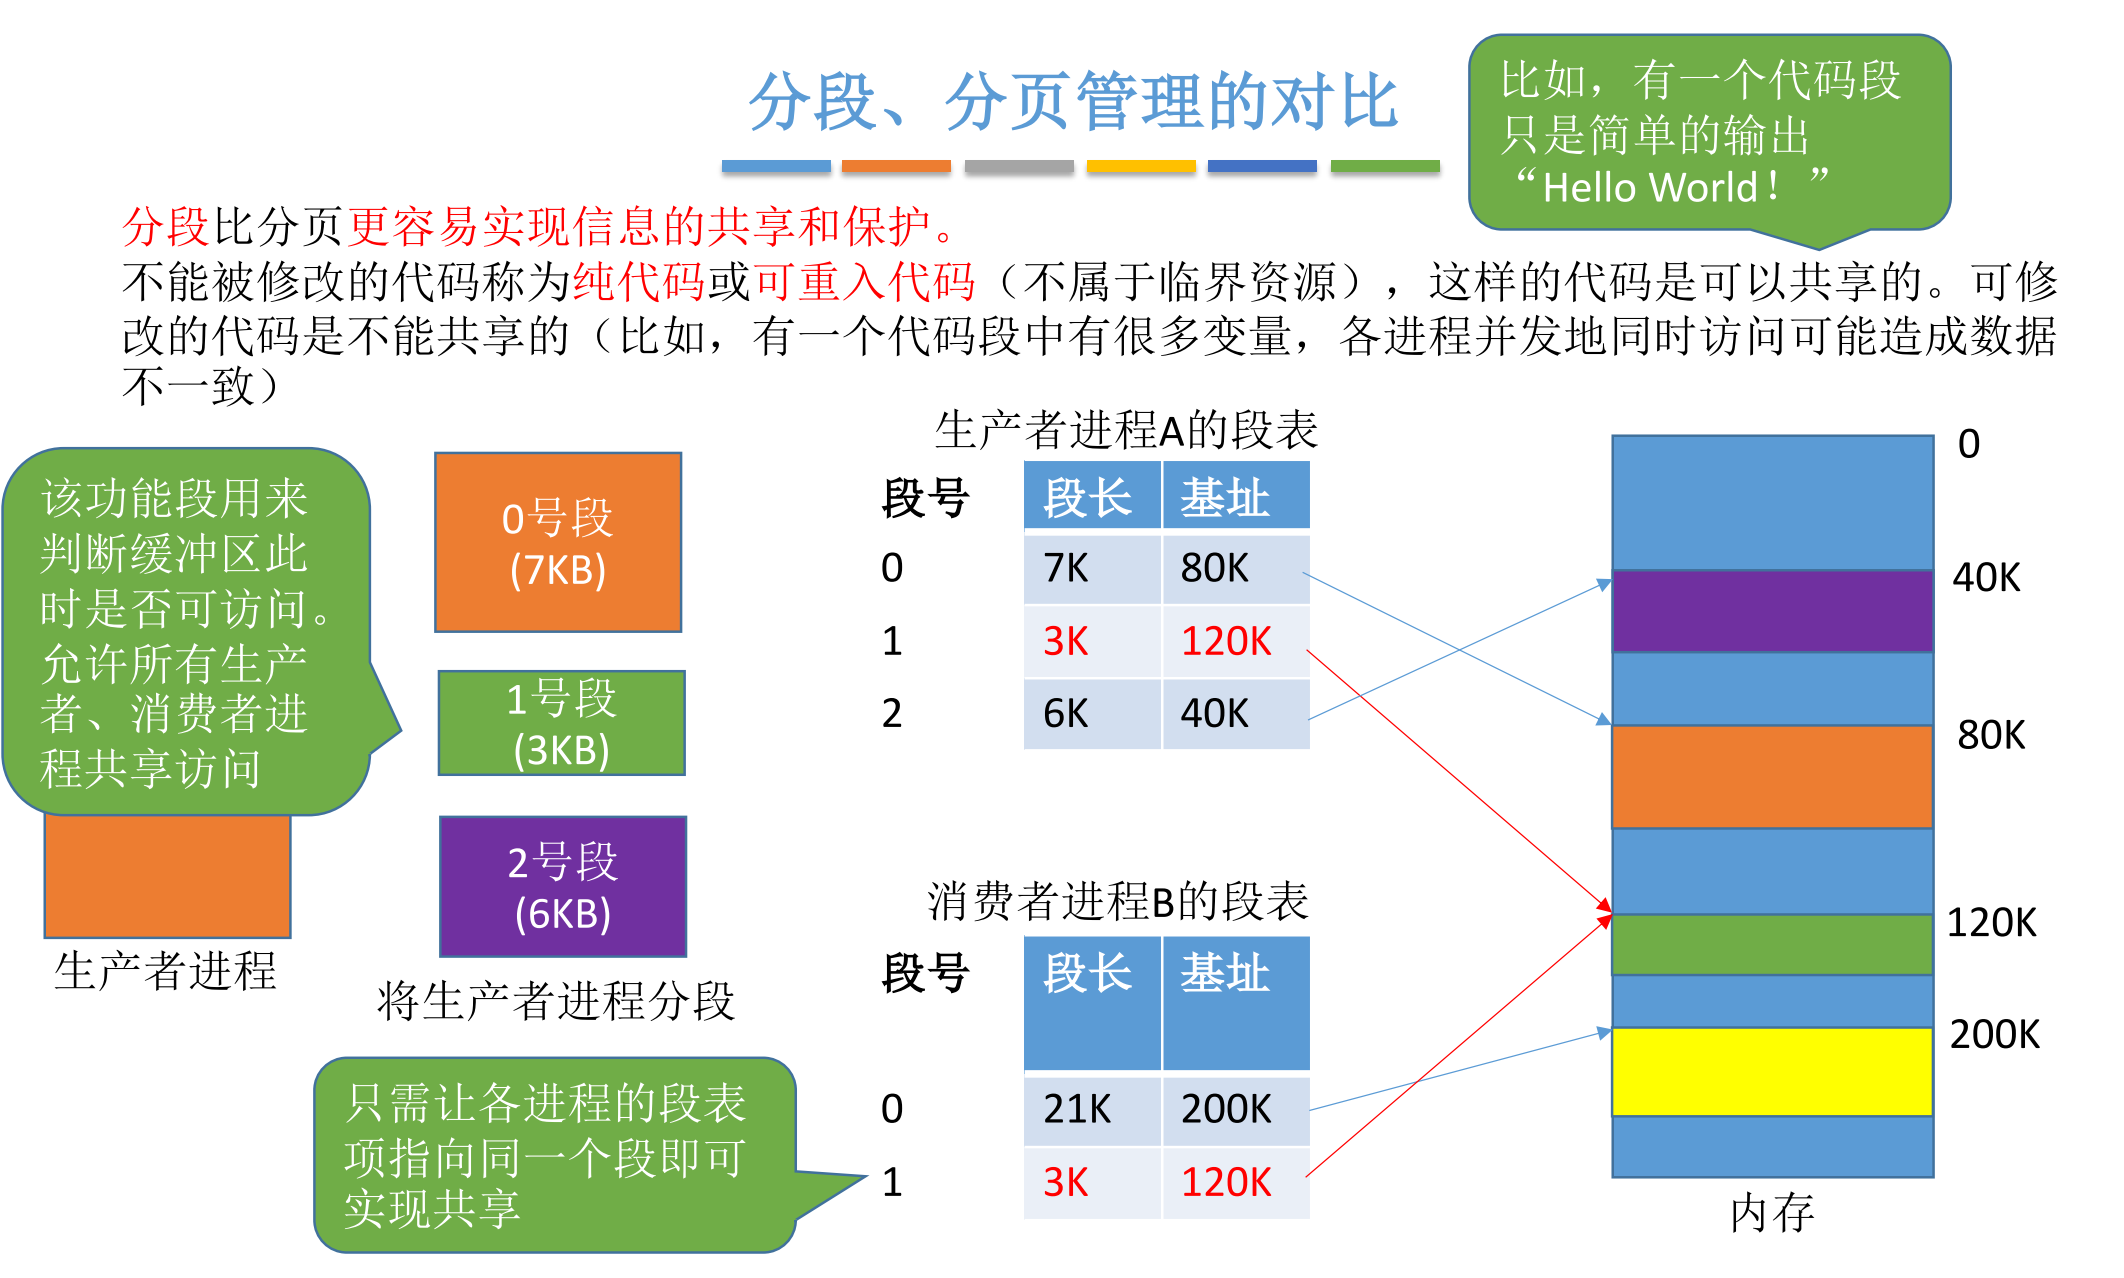 分段、分页管理的对比
比如，有一个代码段
只是简单的输出
“Hello World！”
分段比分页更容易实现信息的共享和保护。
不能被修改的代码称为纯代码或可重入代码（不属于临界资源），这样的代码是可以共享的。可修
改的代码是不能共享的（比如，有一个代码段中有很多变量，各进程并发地同时访问可能造成数据
不一致）
该功能段用来
判断缓冲区此
时是否可访问。
允许所有生产
者、消费者进
程共享访问
生产者进程
0号段
(7KB)
1号段
(3KB)
2号段
(6KB)
将生产者进程分段
只需让各进程的段表
项指向同一个段即可
实现共享
生产者进程A的段表
段号 段长 基址
0 7K 80K
1 3K 120K
2 6K 40K
消费者进程B的段表
段号 段长 基址
0 21K 200K
1 3K 120K
0
40K
80K
120K
200K
内存